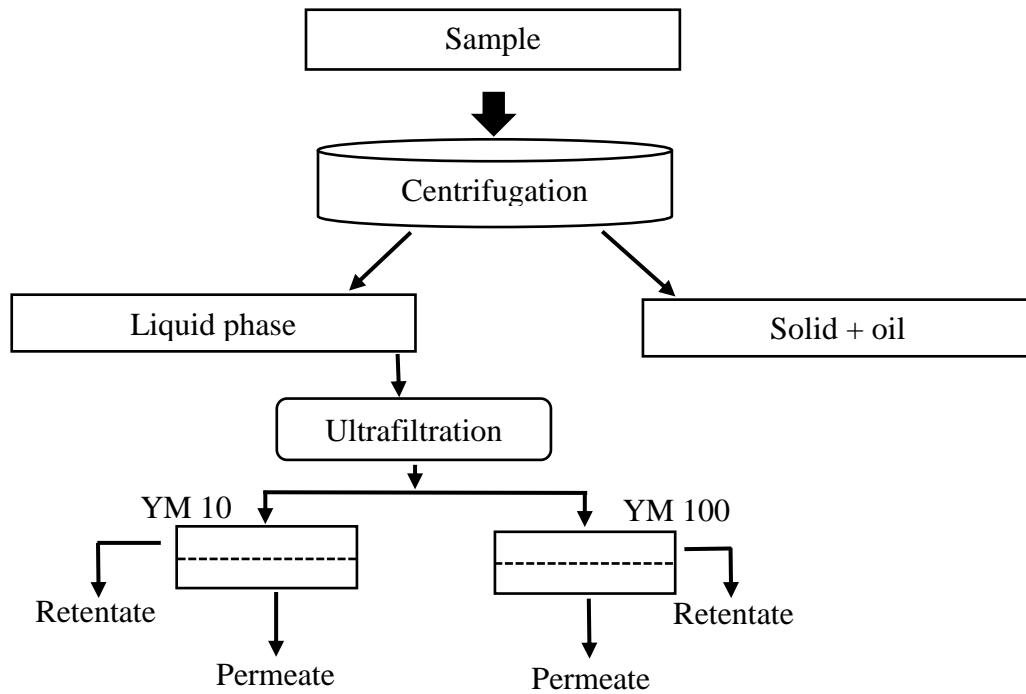 Sample
Centrifugation
Liquid phase
Solid + oil
Ultrafiltration
YM 10
YM 100
Retentate
Retentate
Permeate
Permeate